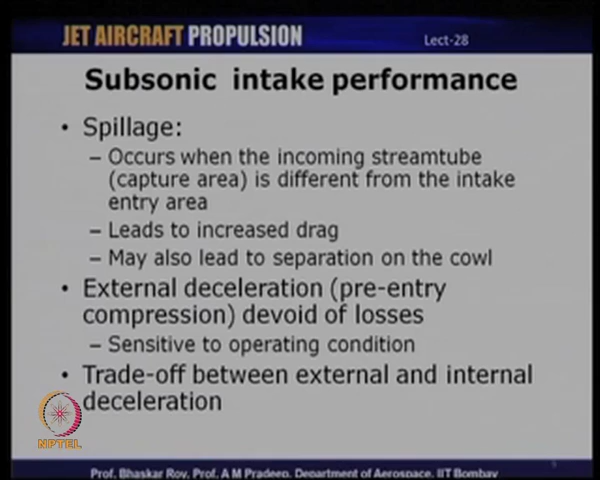 JET AIRCRAFT PROPULSION
Lect-28
Subsonic intake performance
• Spillage:
– Occurs when the incoming streamtube
(capture area) is different from the intake
entry area
– Leads to increased drag
– May also lead to separation on the cowl
• External deceleration (pre-entry
compression) devoid of losses
– Sensitive to operating condition
• Trade-off between external and internal
deceleration
NPTEL
Prof. Bhaskar Roy, Prof. A M Pradeep, Department of Aerospace, IIT Bombay